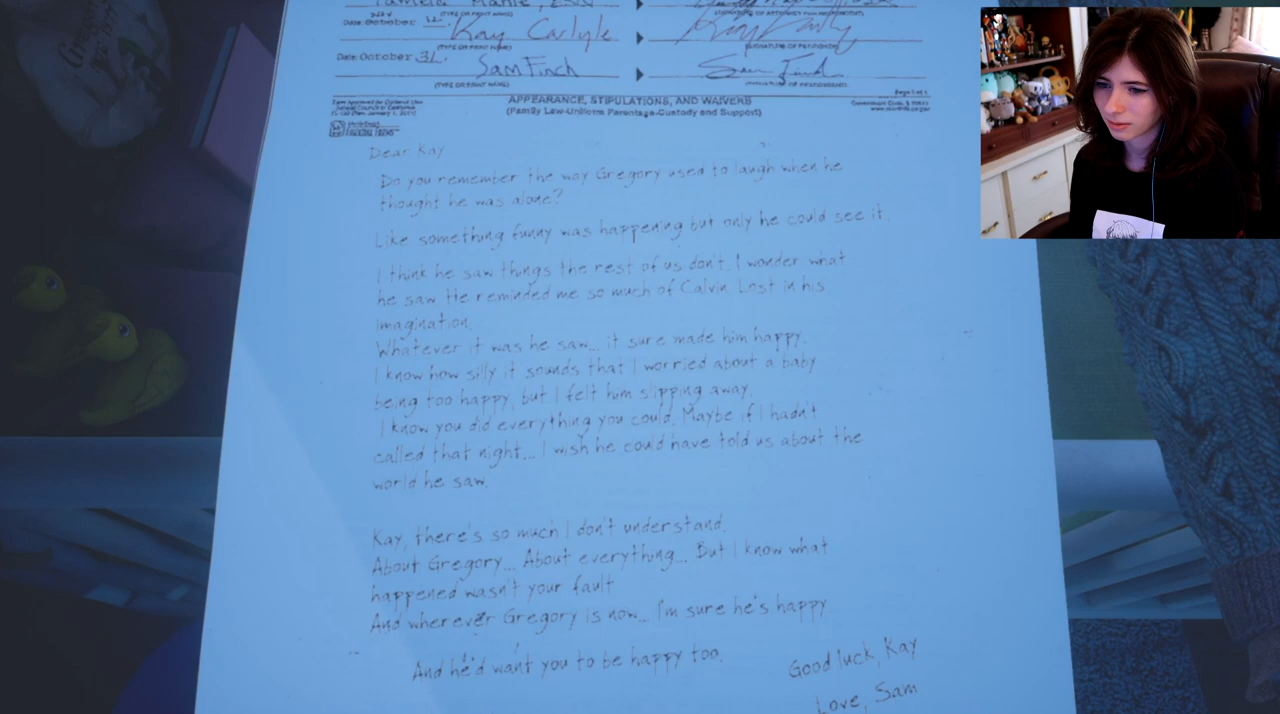 Kay Carlyle
(TYPE OR PRINT NAME)
Date: October 31.
Sam Finch
(TYPE OR PRINT NAME)
APPEARANCE, STIPULATIONS, AND WAIVERS
(Family Law-Uniform Parentage-Custody and Support)
Dear Kay
Do you remember the way Gregory used to laugh when he
thought he was alone?
Like something funny was happening but only he could see it.
I think he saw things the rest of us don't. I wonder what
he saw. He reminded me so much of Calvin. Lost in his
imagination.
Whatever it was he saw... it sure made him happy.
I know how silly it sounds that I worried about a baby
being too happy, but I felt him slipping away.
I know you did everything you could. Maybe if I hadn't
called that night... I wish he could have told us about the
world he saw.
Kay, there's so much I don't understand.
About Gregory... About everything... But I know what
happened wasn't your fault
And wherever Gregory is now... I'm sure he's happy
And he'd want you to be happy too.
Good luck, Kay
Love, Sam